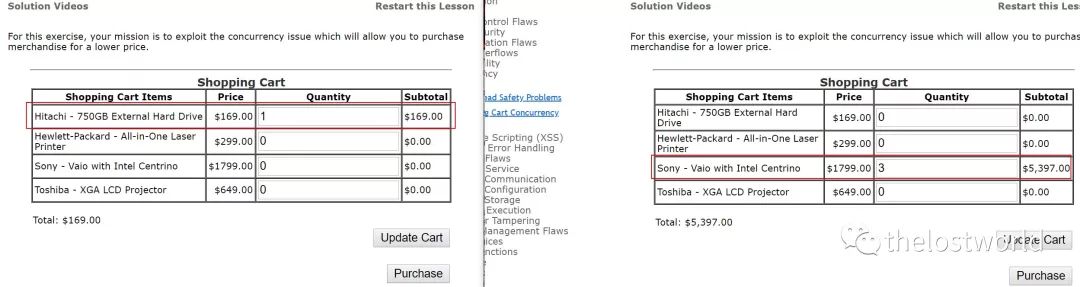 Solution Videos
Restart this Lesson
For this exercise, your mission is to exploit the concurrency issue which will allow you to purchase
merchandise for a lower price.
Shopping Cart
Shopping Cart Items Price Quantity Subtotal
Hitachi - 750GB External Hard Drive $169.00 1 $169.00
Hewlett-Packard - All-in-One Laser
Printer $299.00 0 $0.00
Sony - Vaio with Intel Centrino $1799.00 0 $0.00
Toshiba - XGA LCD Projector $649.00 0 $0.00
Total: $169.00
Update Cart
Purchase
ontrol Flaws
urity
ation Flaws
erflows
lity
ncy
ead Safety Problems
g Cart Concurrency
e Scripting (XSS)
Error Handling
Flaws
Service
Communication
Configuration
Storage
Execution
r Tampering
Management Flaws
ices
nctions
Solution Videos
Restart this Les
For this exercise, your mission is to exploit the concurrency issue which will allow you to purchas
merchandise for a lower price.
Shopping Cart
Shopping Cart Items Price Quantity Subtotal
Hitachi - 750GB External Hard
Drive $169.00 0 $0.00
Hewlett-Packard - All-in-One Laser
Printer $299.00 0 $0.00
Sony - Vaio with Intel Centrino $1799.00 3 $5,397.00
Toshiba - XGA LCD Projector $649.00 0 $0.00
Total: $5,397.00
Update Cart
thelostworld
Purchase